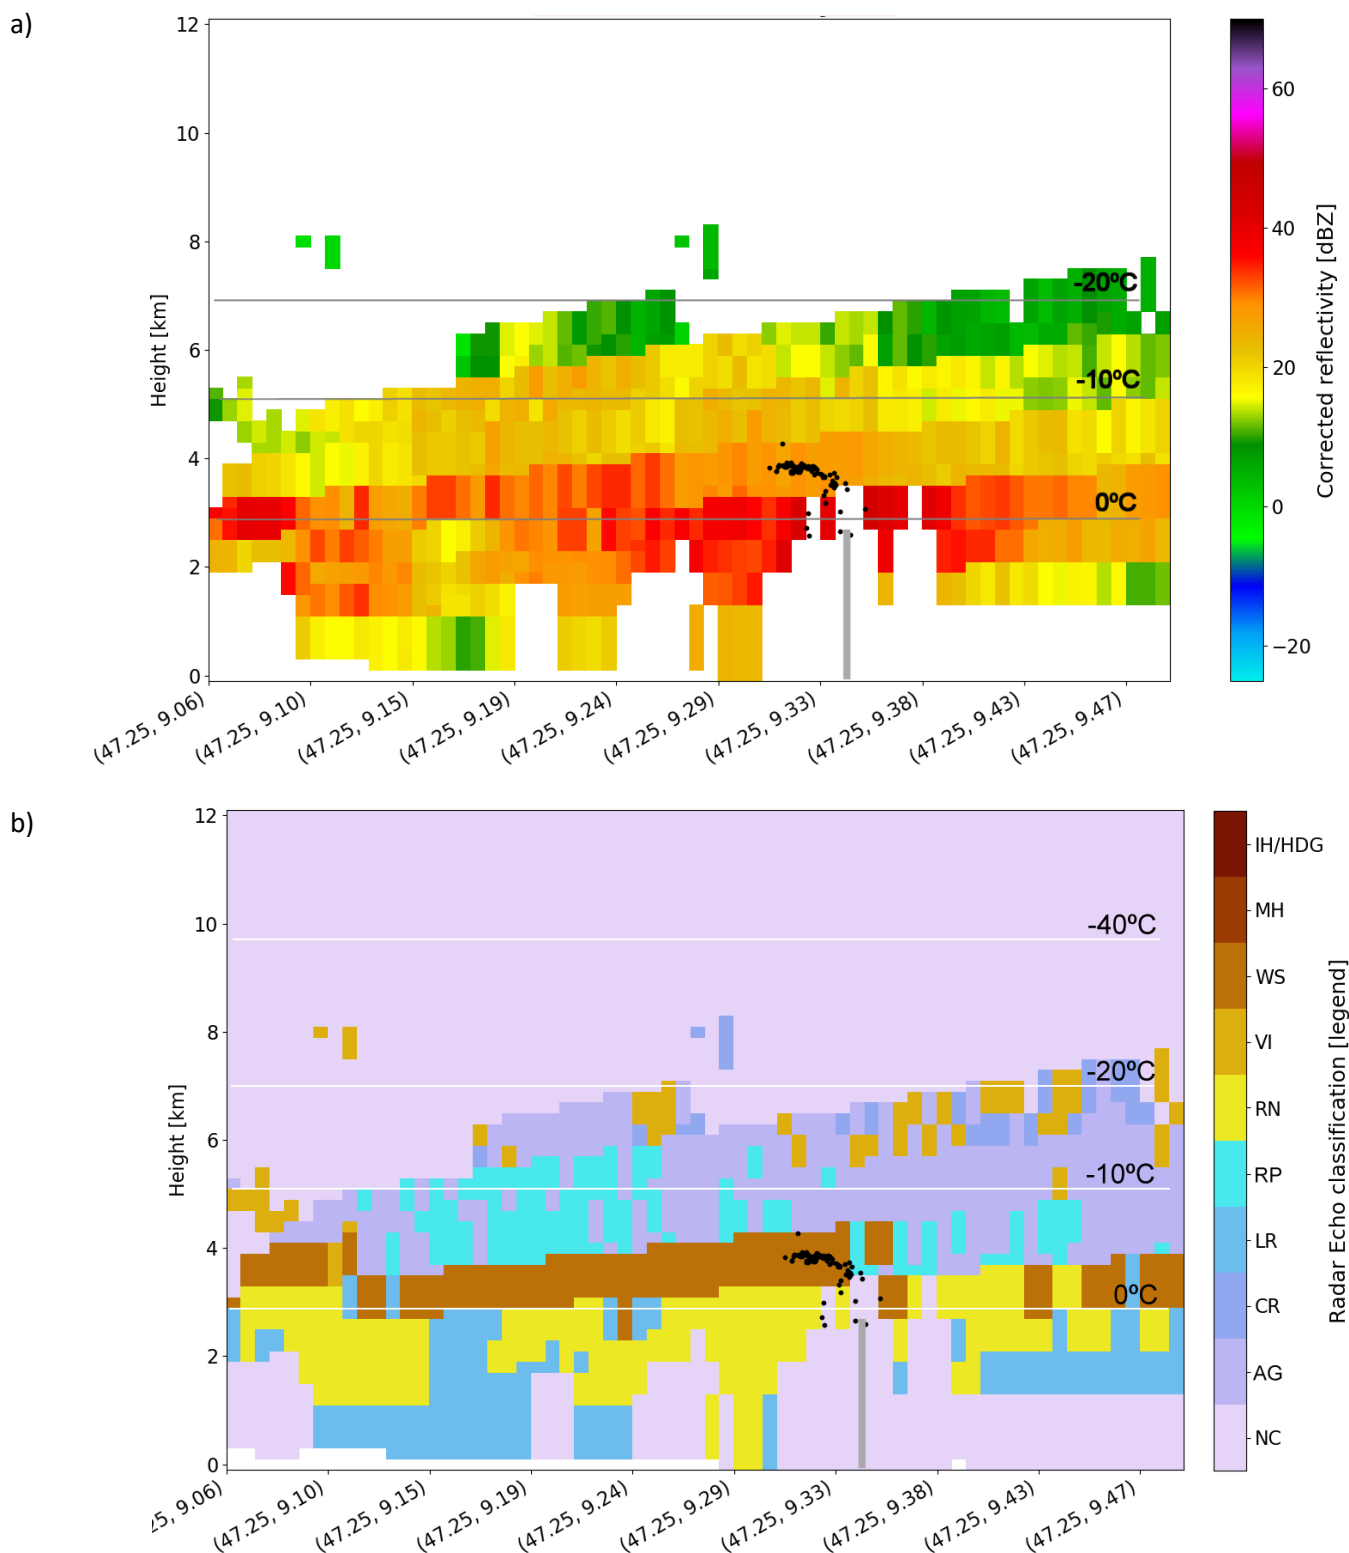 a)
12
10
8
6
4
2
0
Height [km]
-20ºC
-10ºC
0ºC
(47.25, 9.06)
(47.25, 9.10)
(47.25, 9.15)
(47.25, 9.19)
(47.25, 9.24)
(47.25, 9.29)
(47.25, 9.33)
(47.25, 9.38)
(47.25, 9.43)
(47.25, 9.47)
60
40
20
0
−20
Corrected reflectivity [dBZ]
b)
12
10
8
6
4
2
0
Height [km]
-40ºC
-20ºC
-10ºC
0ºC
25, 9.06)
(47.25, 9.10)
(47.25, 9.15)
(47.25, 9.19)
(47.25, 9.24)
(47.25, 9.29)
(47.25, 9.33)
(47.25, 9.38)
(47.25, 9.43)
(47.25, 9.47)
IH/HDG
MH
WS
VI
RN
RP
LR
CR
AG
NC
Radar Echo classification [legend]